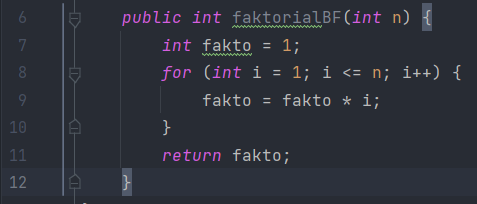 6 public int faktorialBF(int n) {
7 int fakto = 1;
8 for (int i = 1; i <= n; i++) {
9 fakto = fakto * i;
10 }
11 return fakto;
12 }